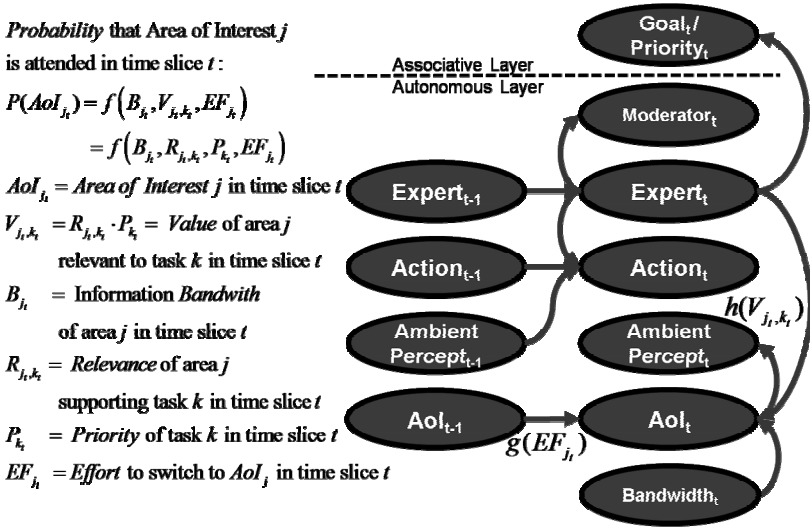 Probability that Area of Interest j
is attended in time slice t :
P(AoI_{j_t}) = f(B_{j_t}, V_{j_t,k_t}, EF_{j_t})
= f(B_{j_t}, R_{j_t,k_t}, P_{k_t}, EF_{j_t})
AoI_{j_t} = Area of Interest j in time slice t
V_{j_t,k_t} = R_{j_t,k_t} · P_{k_t} = Value of area j
relevant to task k in time slice t
B_{j_t} = Information Bandwith
of area j in time slice t
R_{j_t,k_t} = Relevance of area j
supporting task k in time slice t
P_{k_t} = Priority of task k in time slice t
EF_{j_t} = Effort to switch to AoI_j in time slice t
Goal_t/
Priority_t
Associative Layer
Autonomous Layer
Moderator_t
Expert_{t-1}
Expert_t
Action_{t-1}
Action_t
h(V_{j_t,k_t})
Ambient
Percept_{t-1}
Ambient
Percept_t
AoI_{t-1}
AoI_t
g(EF_{j_t})
Bandwidth_t